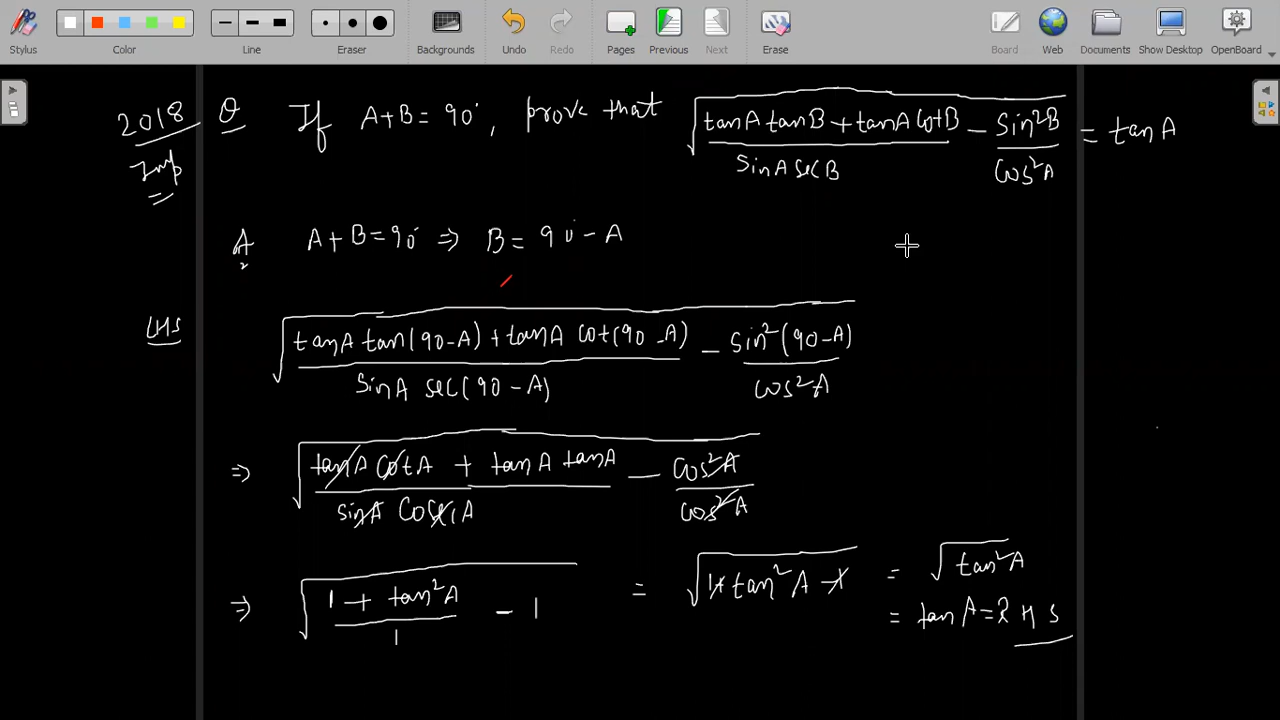 Stylus Color Line Eraser Backgrounds Undo Redo Pages Previous Next Erase Board Web Documents Show Desktop OpenBoard
2018 Q If A+B = 90°, prove that √((tanA tanB + tanA CotB)/(SinA secB) − Sin²B/Cos²A) = tanA
Imp
A A+B = 90° ⇒ B = 90° − A
LHS √((tanA tan(90−A) + tanA Cot(90−A))/(SinA sec(90−A)) − Sin²(90−A)/cos²A)
⇒ √((tanA CotA + tanA tanA)/(sinA CosecA) − Cos²A/cos²A)
⇒ √((1 + tan²A)/1 − 1) = √(1+tan²A − 1) = √(tan²A)
= tanA = RHS